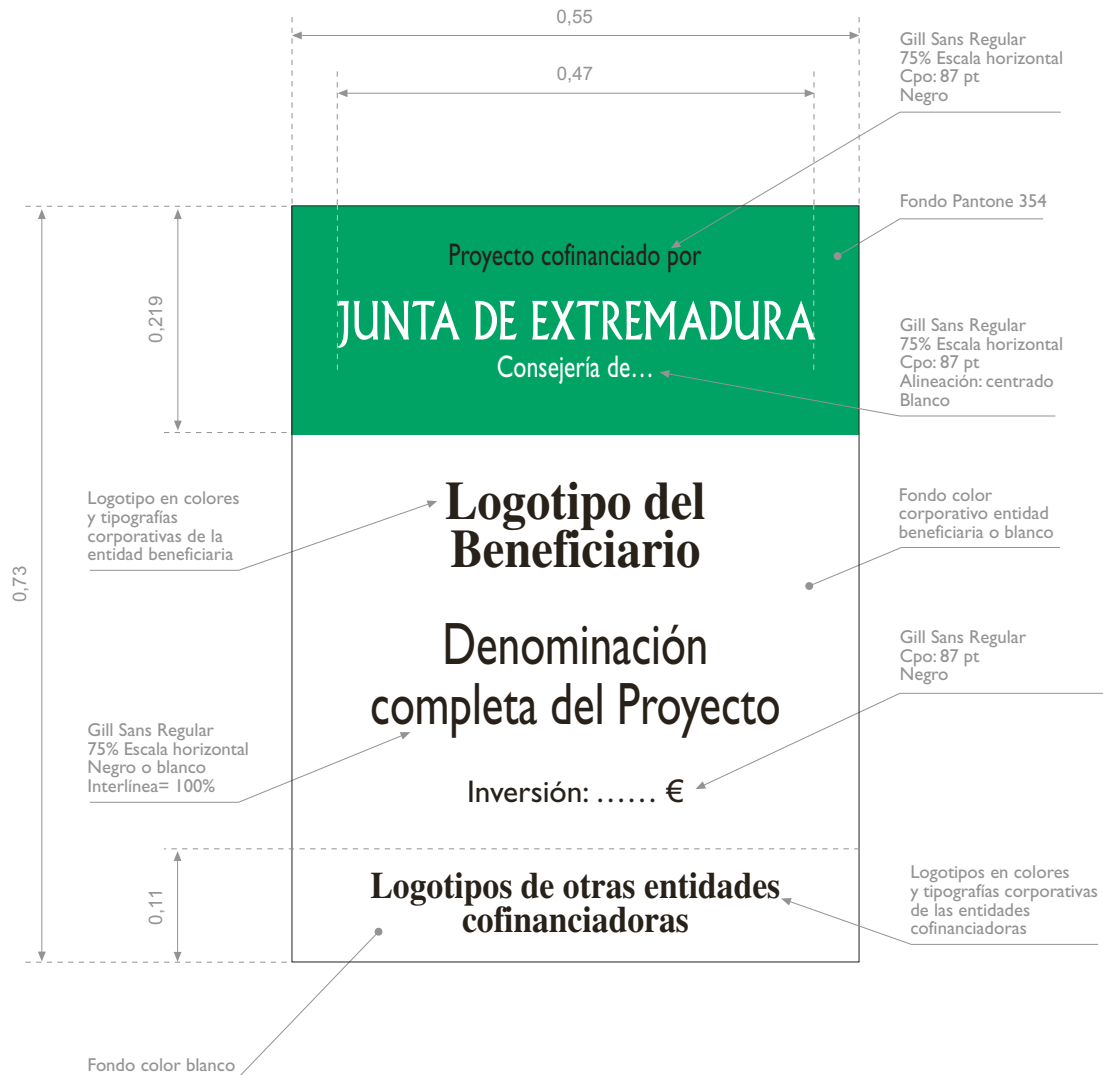 0,55
0,47
Gill Sans Regular
75% Escala horizontal
Cpo: 87 pt
Negro
Fondo Pantone 354
Proyecto cofinanciado por
JUNTA DE EXTREMADURA
Consejería de...
0,219
Gill Sans Regular
75% Escala horizontal
Cpo: 87 pt
Alineación: centrado
Blanco
0,73
Logotipo en colores
y tipografías
corporativas de la
entidad beneficiaria
Logotipo del
Beneficiario
Fondo color
corporativo entidad
beneficiaria o blanco
Denominación
completa del Proyecto
Gill Sans Regular
Cpo: 87 pt
Negro
Gill Sans Regular
75% Escala horizontal
Negro o blanco
Interlínea= 100%
Inversión: ...... €
0,11
Logotipos de otras entidades
cofinanciadoras
Logotipos en colores
y tipografías corporativas
de las entidades
cofinanciadoras
Fondo color blanco